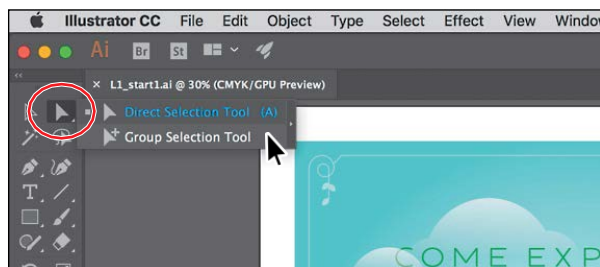 Illustrator CC File Edit Object Type Select Effect View Windo
Ai Br St
× L1_start1.ai @ 30% (CMYK/GPU Preview)
Direct Selection Tool (A)
Group Selection Tool
T
COME EXP